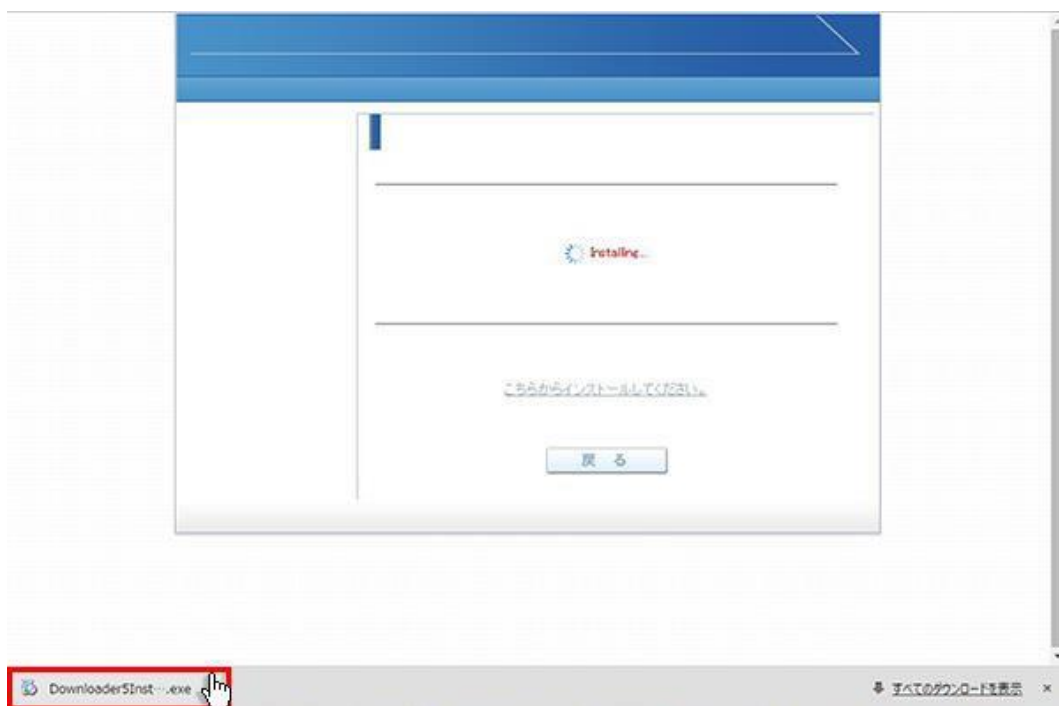 Installing...
こちらからインストールしてください。
戻 る
Downloader5Inst….exe
すべてのダウンロードを表示 ×